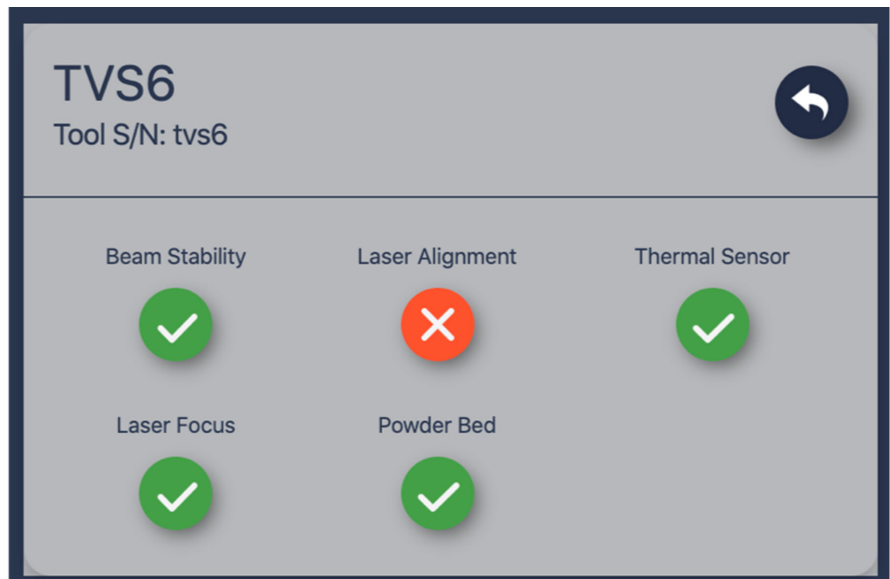 TVS6
Tool S/N: tvs6
Beam Stability
Laser Alignment
Thermal Sensor
Laser Focus
Powder Bed